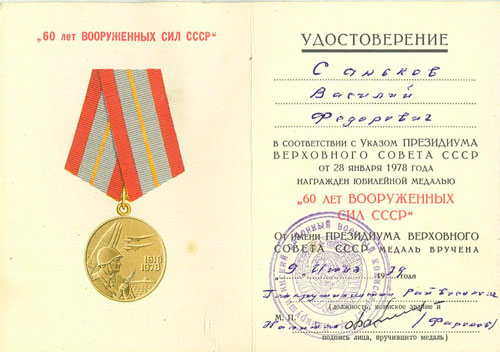 „60 лет ВООРУЖЕННЫХ СИЛ СССР"
1918
1978
УДОСТОВЕРЕНИЕ
Саньков
Василий
Федорович
В СООТВЕТСТВИИ С УКАЗОМ ПРЕЗИДИУМА
ВЕРХОВНОГО СОВЕТА СССР
ОТ 28 ЯНВАРЯ 1978 ГОДА
НАГРАЖДЕН ЮБИЛЕЙНОЙ МЕДАЛЬЮ
„60 ЛЕТ ВООРУЖЕННЫХ
СИЛ СССР"
ОТ ИМЕНИ ПРЕЗИДИУМА ВЕРХОВНОГО
СОВЕТА СССР МЕДАЛЬ ВРУЧЕНА
„9" 1979 года
(должность, воинское звание и
М. П.
подпись лица, вручившего медаль)